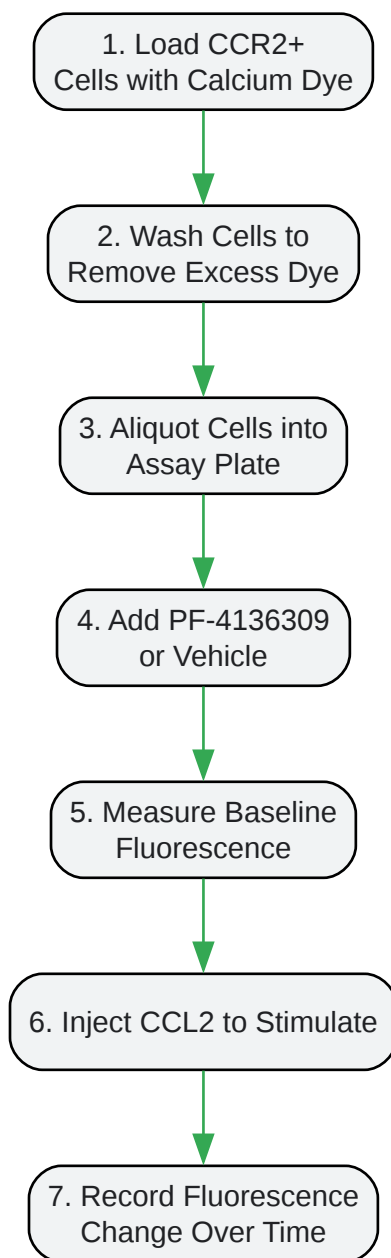 1. Load CCR2+
Cells with Calcium Dye
2. Wash Cells to
Remove Excess Dye
3. Aliquot Cells into
Assay Plate
4. Add PF-4136309
or Vehicle
5. Measure Baseline
Fluorescence
6. Inject CCL2 to Stimulate
7. Record Fluorescence
Change Over Time